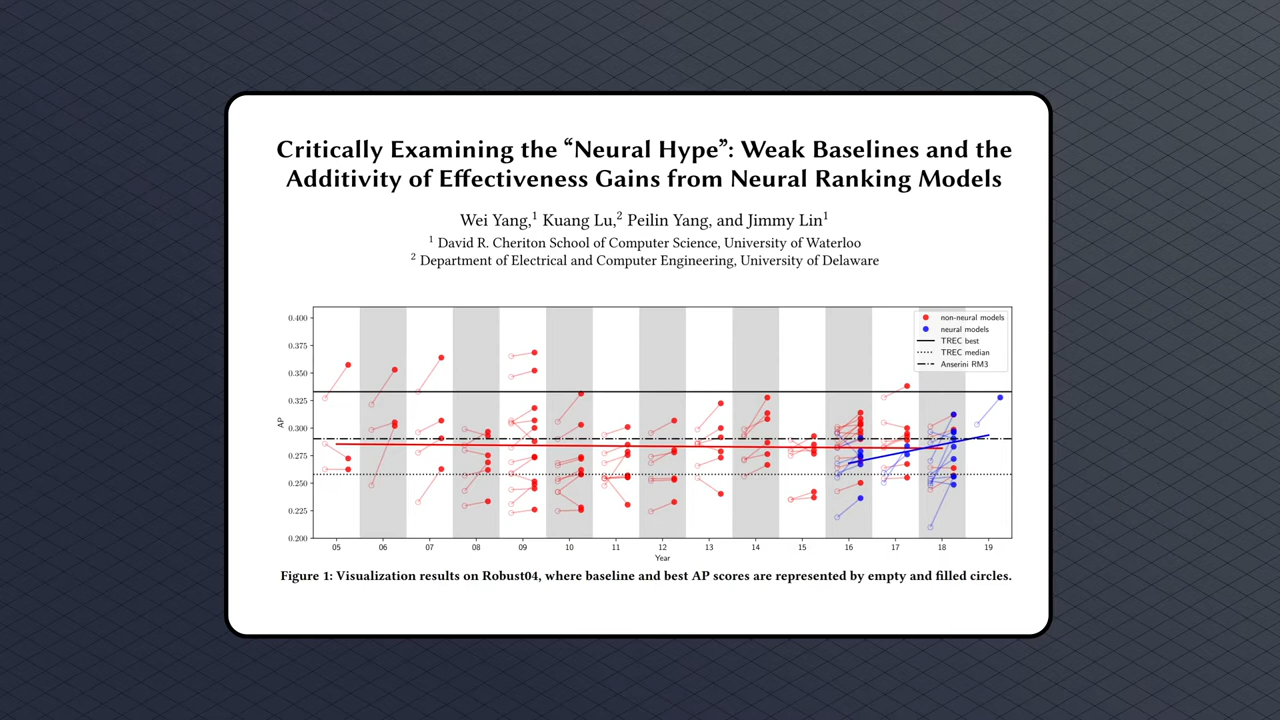 Critically Examining the “Neural Hype”: Weak Baselines and the
Additivity of Effectiveness Gains from Neural Ranking Models
Wei Yang,1 Kuang Lu,2 Peilin Yang, and Jimmy Lin1
1 David R. Cheriton School of Computer Science, University of Waterloo
2 Department of Electrical and Computer Engineering, University of Delaware
0.400
0.375
0.350
0.325
0.300
0.275
0.250
0.225
0.200
AP
non-neural models
neural models
TREC best
TREC median
Anserini RM3
05 06 07 08 09 10 11 12 13 14 15 16 17 18 19
Year
Figure 1: Visualization results on Robust04, where baseline and best AP scores are represented by empty and filled circles.